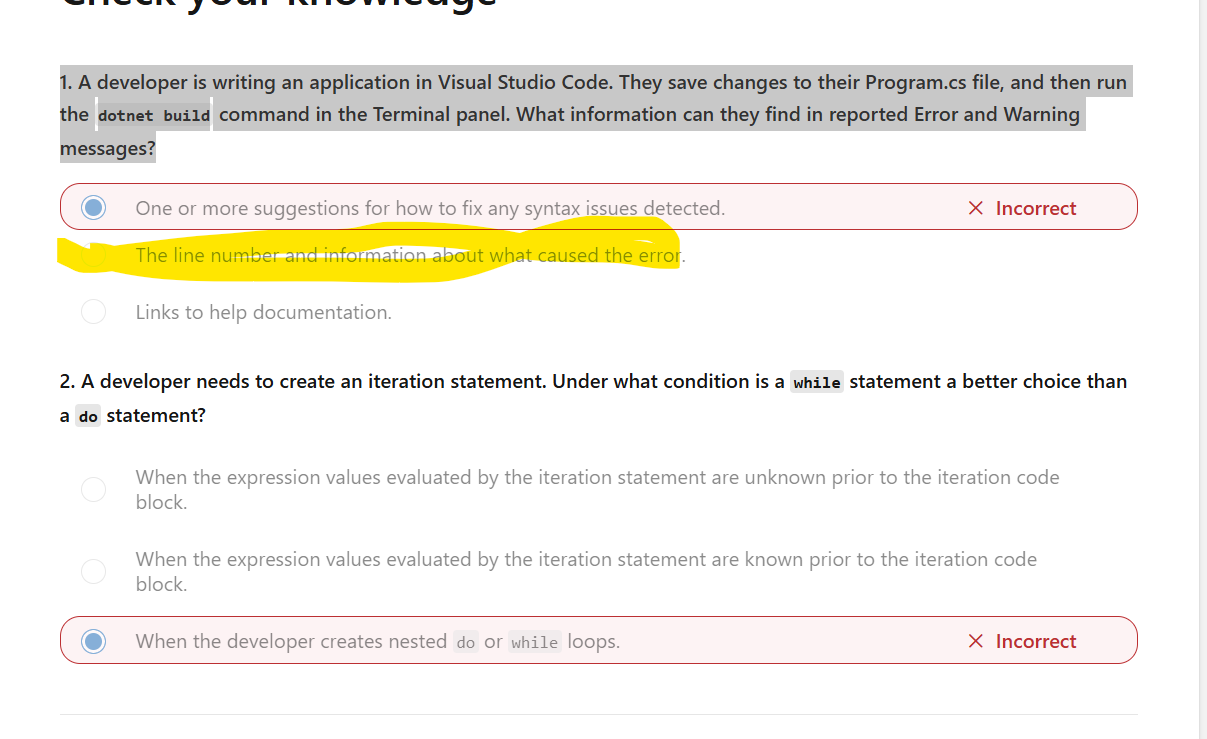 Check your knowledge
1. A developer is writing an application in Visual Studio Code. They save changes to their Program.cs file, and then run
the dotnet build command in the Terminal panel. What information can they find in reported Error and Warning
messages?
One or more suggestions for how to fix any syntax issues detected.
Incorrect
The line number and information about what caused the error.
Links to help documentation.
2. A developer needs to create an iteration statement. Under what condition is a while statement a better choice than
a do statement?
When the expression values evaluated by the iteration statement are unknown prior to the iteration code
block.
When the expression values evaluated by the iteration statement are known prior to the iteration code
block.
When the developer creates nested do or while loops.
Incorrect